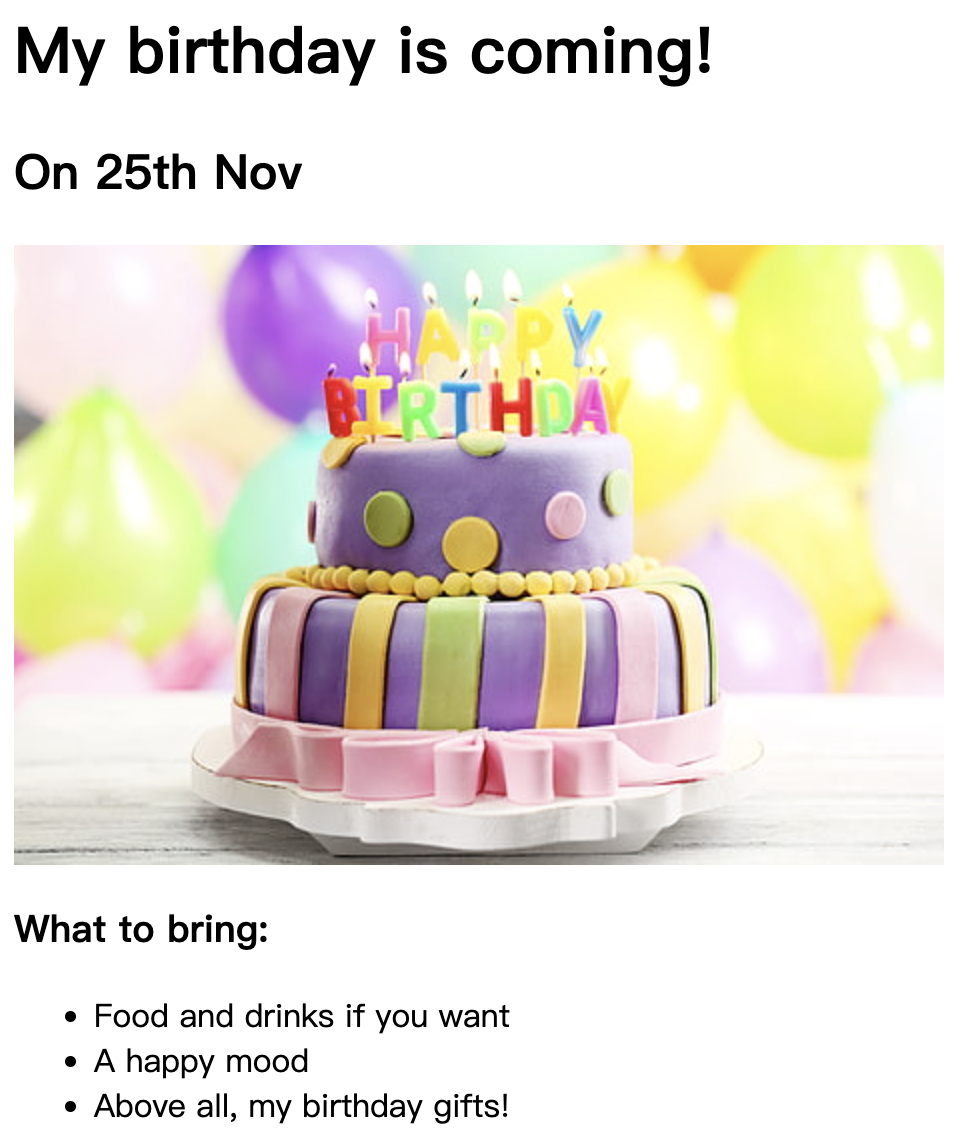 My birthday is coming!
On 25th Nov
HAPPY
BIRTHDAY
What to bring:
Food and drinks if you want
A happy mood
Above all, my birthday gifts!